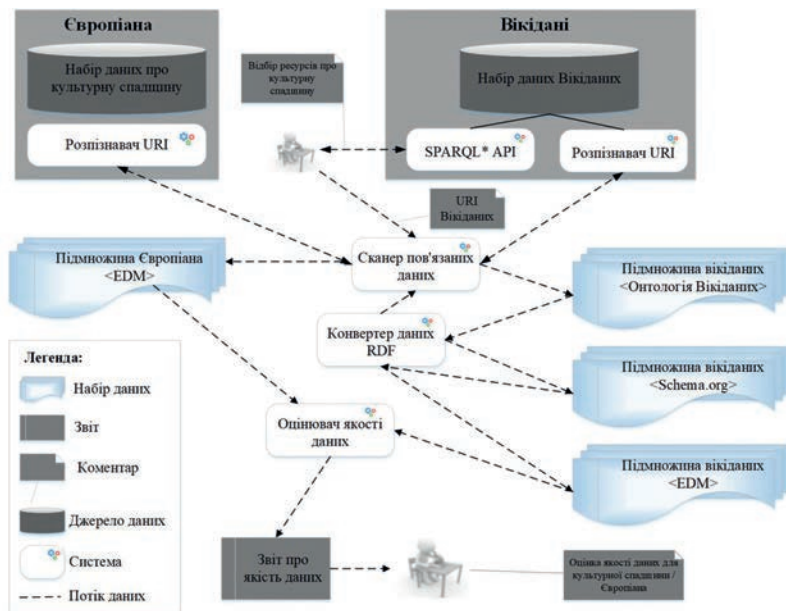 Європіана
Набір даних про
культурну спадщину
Розпізнавач URI
Відбір ресурсів про
культурну
спадщину
Вікідані
Набір даних Вікіданих
SPARQL* API
Розпізнавач URI
URI
Вікіданих
Підмножина Європіана
<EDM>
Сканер пов'язаних
даних
Підмножина вікіданих
<Онтологія Вікіданих>
Конвертер даних
RDF
Підмножина вікіданих
<Schema.org>
Оцінювач якості
даних
Підмножина вікіданих
<EDM>
Легенда:
Набір даних
Звіт
Коментар
Джерело даних
Система
Потік даних
Звіт про
якість даних
Оцінка якості даних для
культурної спадщини /
Європіана